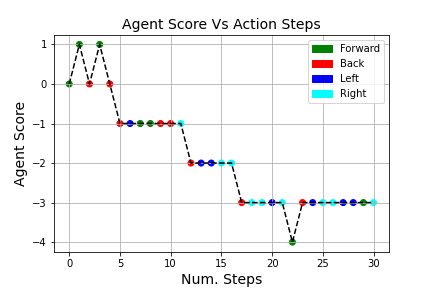 Agent Score Vs Action Steps
1
0
−1
−2
−3
−4
Agent Score
Forward
Back
Left
Right
0 5 10 15 20 25 30
Num. Steps